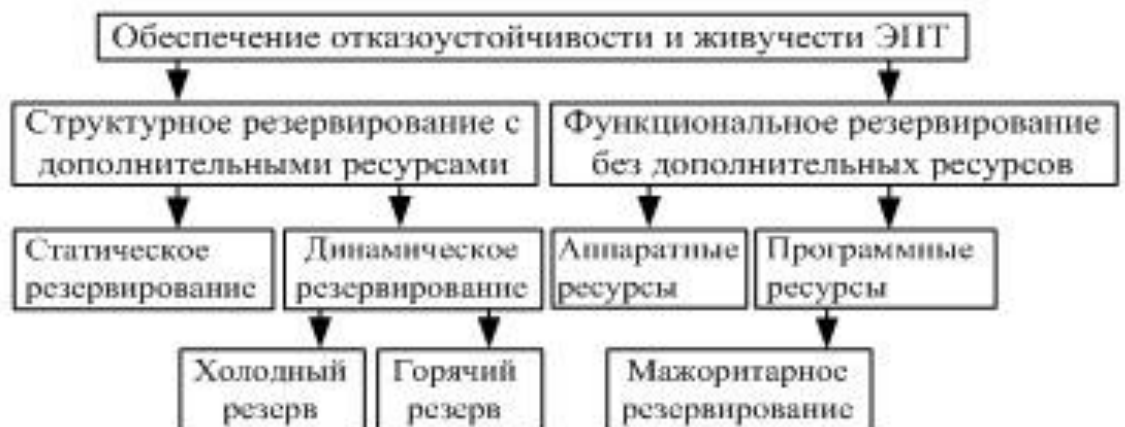 Обеспечение отказоустойчивости и живучести ЭПТ
Структурное резервирование с
дополнительными ресурсами
Функциональное резервирование
без дополнительных ресурсов
Статическое
резервирование
Динамическое
резервирование
Аппаратные
ресурсы
Программные
ресурсы
Холодный
резерв
Горячий
резерв
Мажоритарное
резервирование